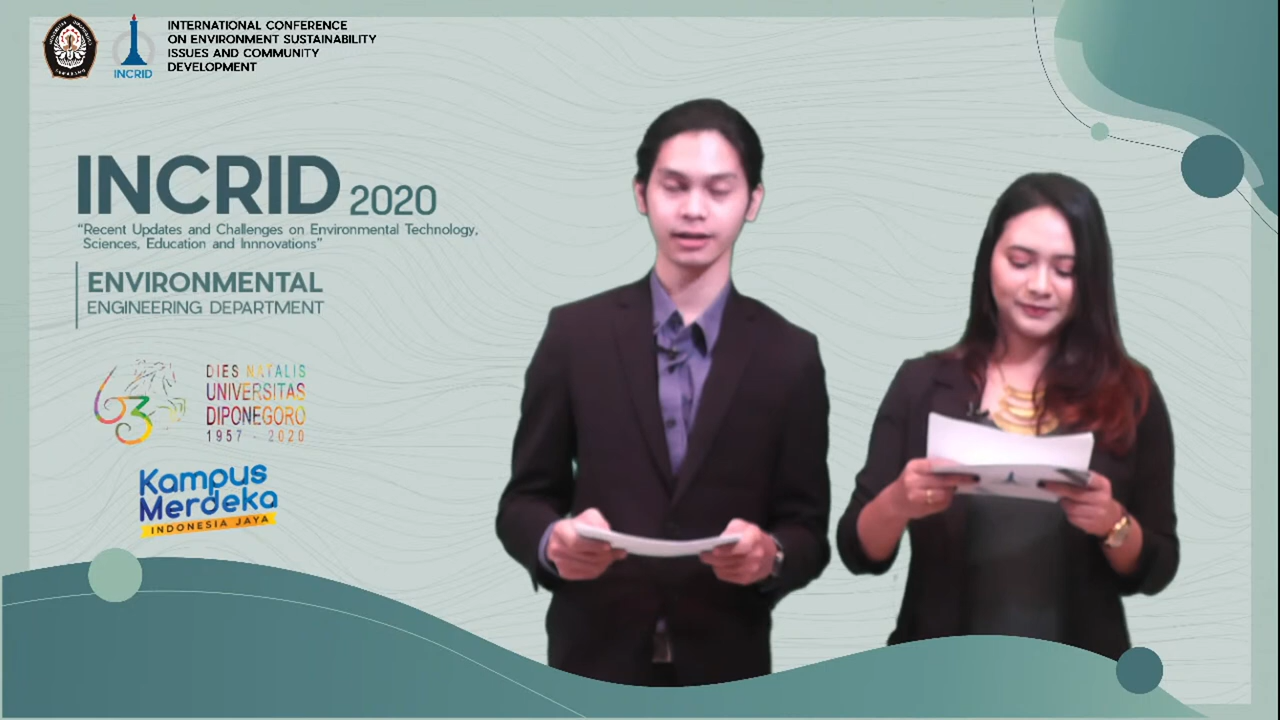 INTERNATIONAL CONFERENCE
ON ENVIRONMENT SUSTAINABILITY
ISSUES AND COMMUNITY
DEVELOPMENT
INCRID
INCRID 2020
“Recent Updates and Challenges on Environmental Technology,
Sciences, Education and Innnovations”
ENVIRONMENTAL
ENGINEERING DEPARTMENT
63
DIES NATALIS
UNIVERSITAS
DIPONEGORO
1957 - 2020
Kampus
Merdeka
INDONESIA JAYA